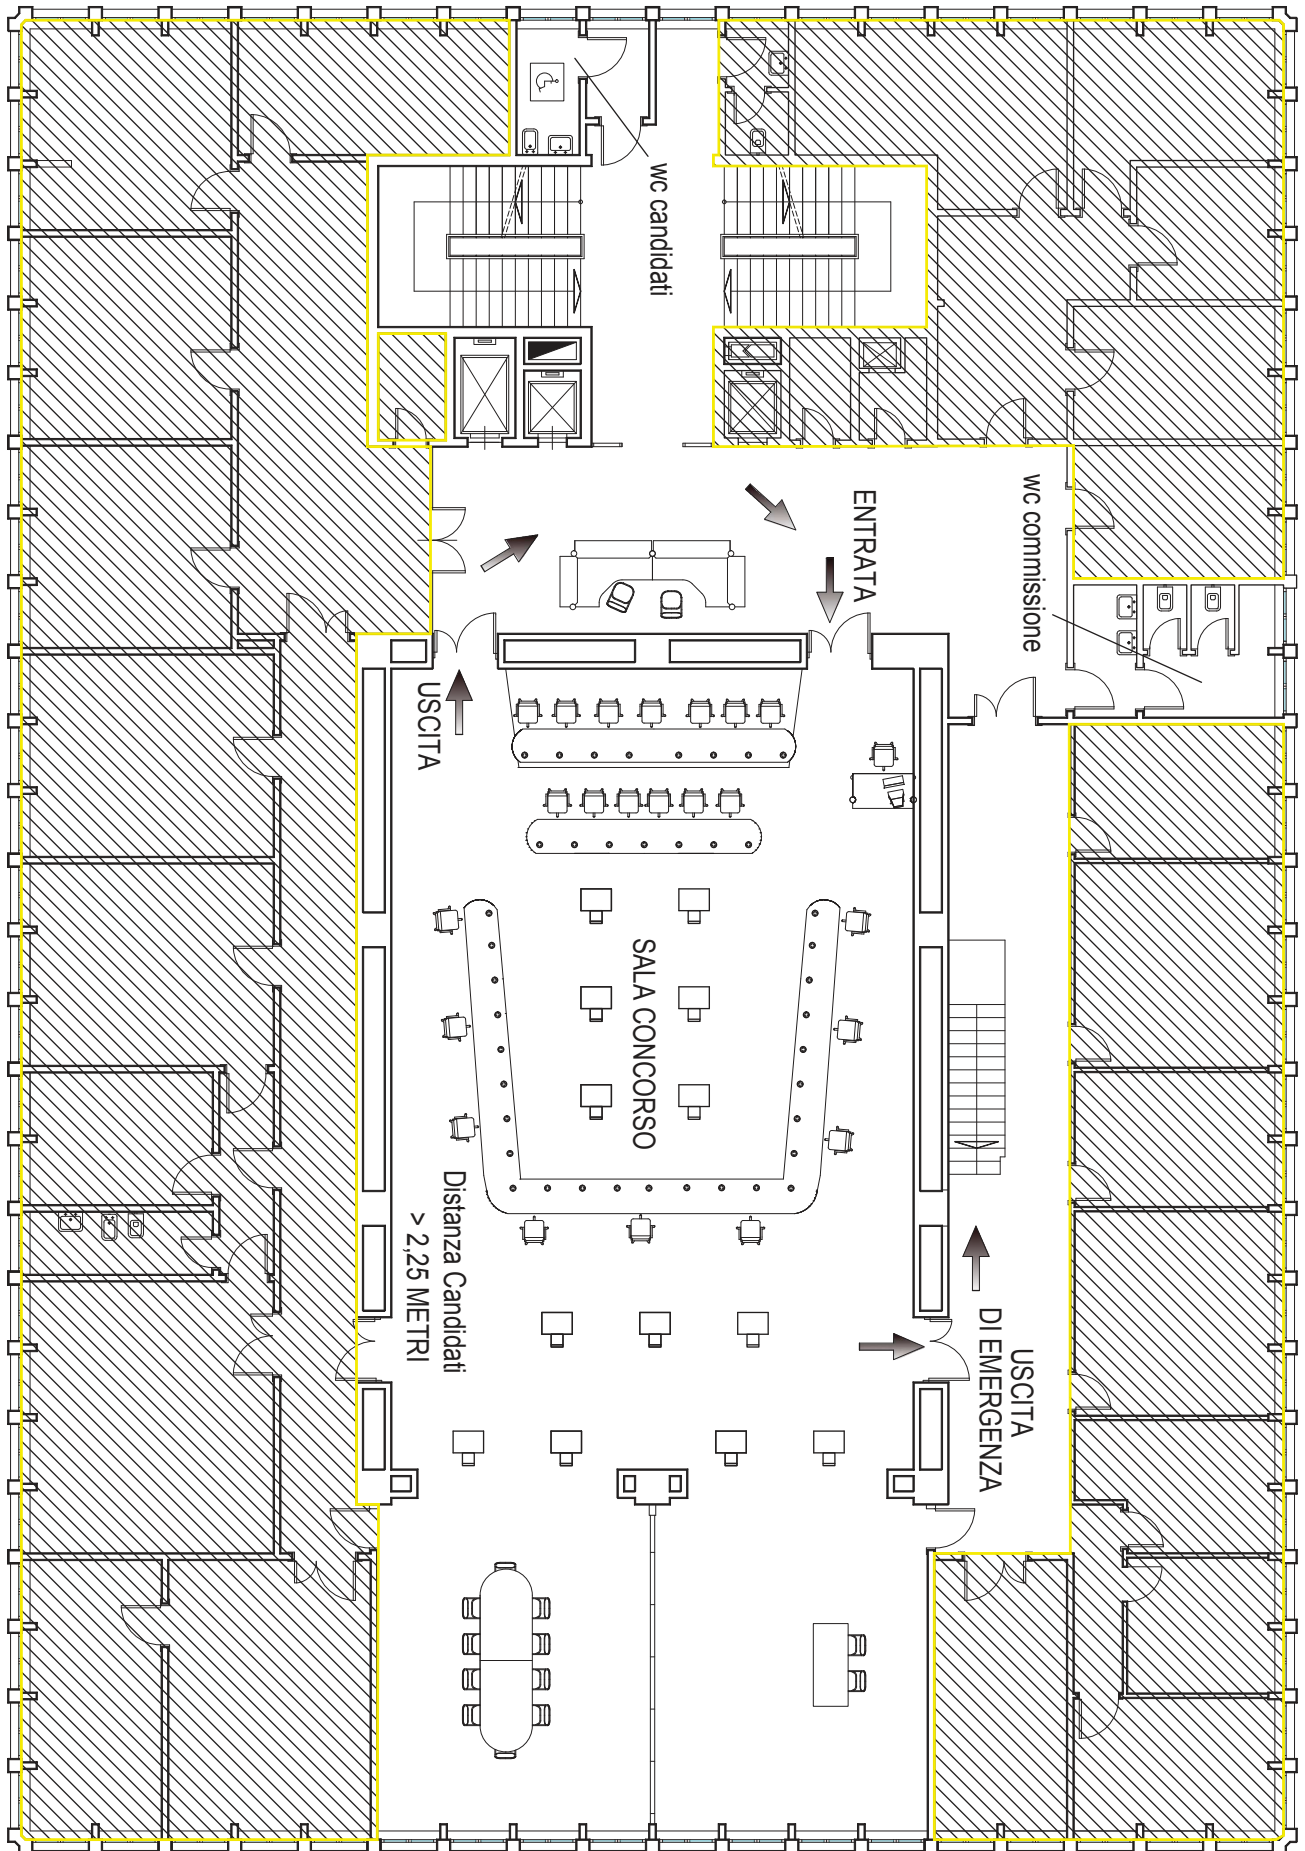 wc candidati
ENTRATA
wc commissione
USCITA
SALA CONCORSO
Distanza Candidati
> 2,25 METRI
USCITA
DI EMERGENZA